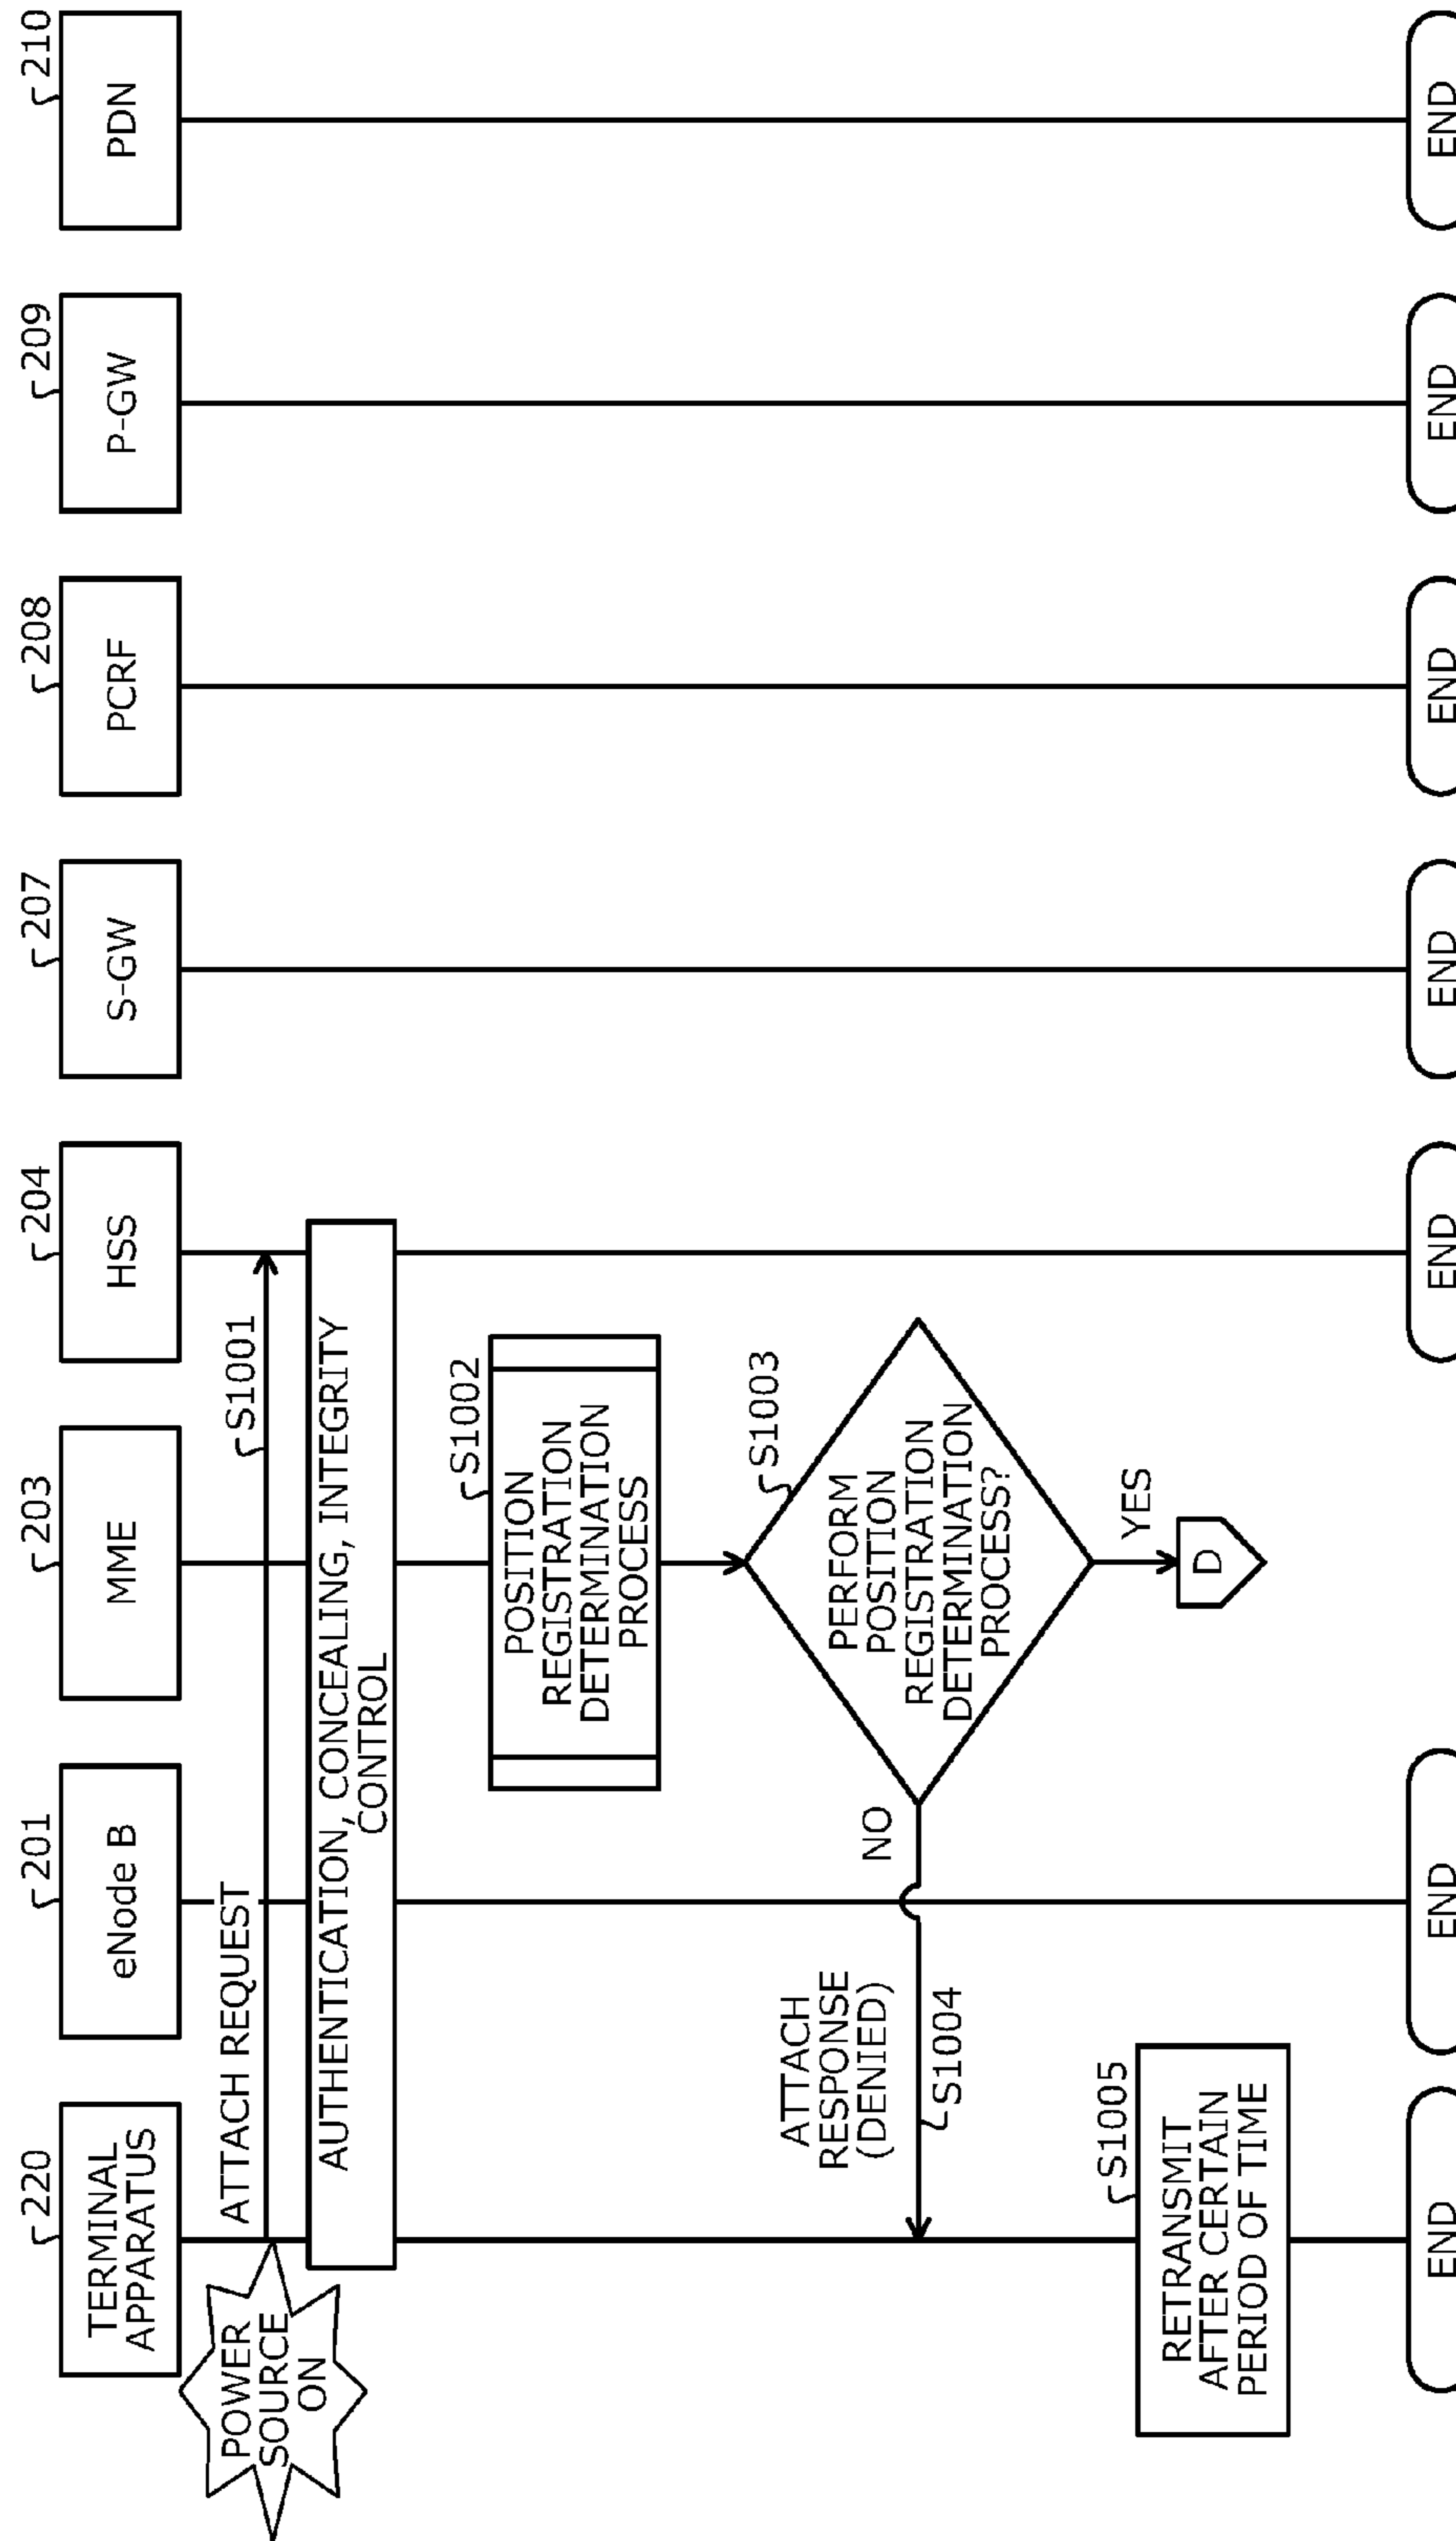 220
201
203
204
207
208
209
210
TERMINAL
APPARATUS
eNode B
MME
HSS
S-GW
PCRF
P-GW
PDN
POWER
SOURCE
ON
ATTACH REQUEST
S1001
AUTHENTICATION, CONCEALING, INTEGRITY
CONTROL
S1002
POSITION
REGISTRATION
DETERMINATION
PROCESS
S1003
PERFORM
POSITION
REGISTRATION
DETERMINATION
PROCESS?
NO
ATTACH
RESPONSE
(DENIED)
S1004
YES
D
S1005
RETRANSMIT
AFTER CERTAIN
PERIOD OF TIME
END
END
END
END
END
END
END